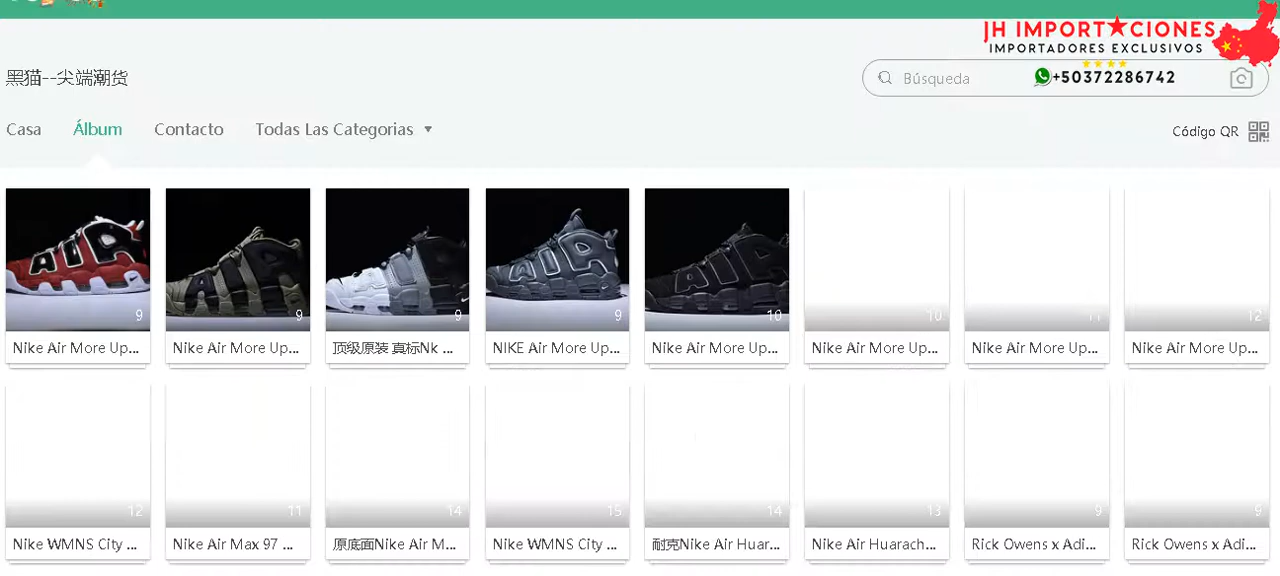 JH IMPORT★CIONES
IMPORTADORES EXCLUSIVOS
黑猫--尖端潮货
Búsqueda
+50372286742
Casa
Álbum
Contacto
Todas Las Categorias
Código QR
9
9
9
9
10
10
11
12
Nike Air More Up...
Nike Air More Up...
顶级原装 真标Nk ...
NIKE Air More Up...
Nike Air More Up...
Nike Air More Up...
Nike Air More Up...
Nike Air More Up...
12
11
14
15
14
13
9
9
Nike WMNS City ...
Nike Air Max 97 ...
原底面Nike Air M...
Nike WMNS City ...
耐克Nike Air Huar...
Nike Air Huarach...
Rick Owens x Adi...
Rick Owens x Adi...